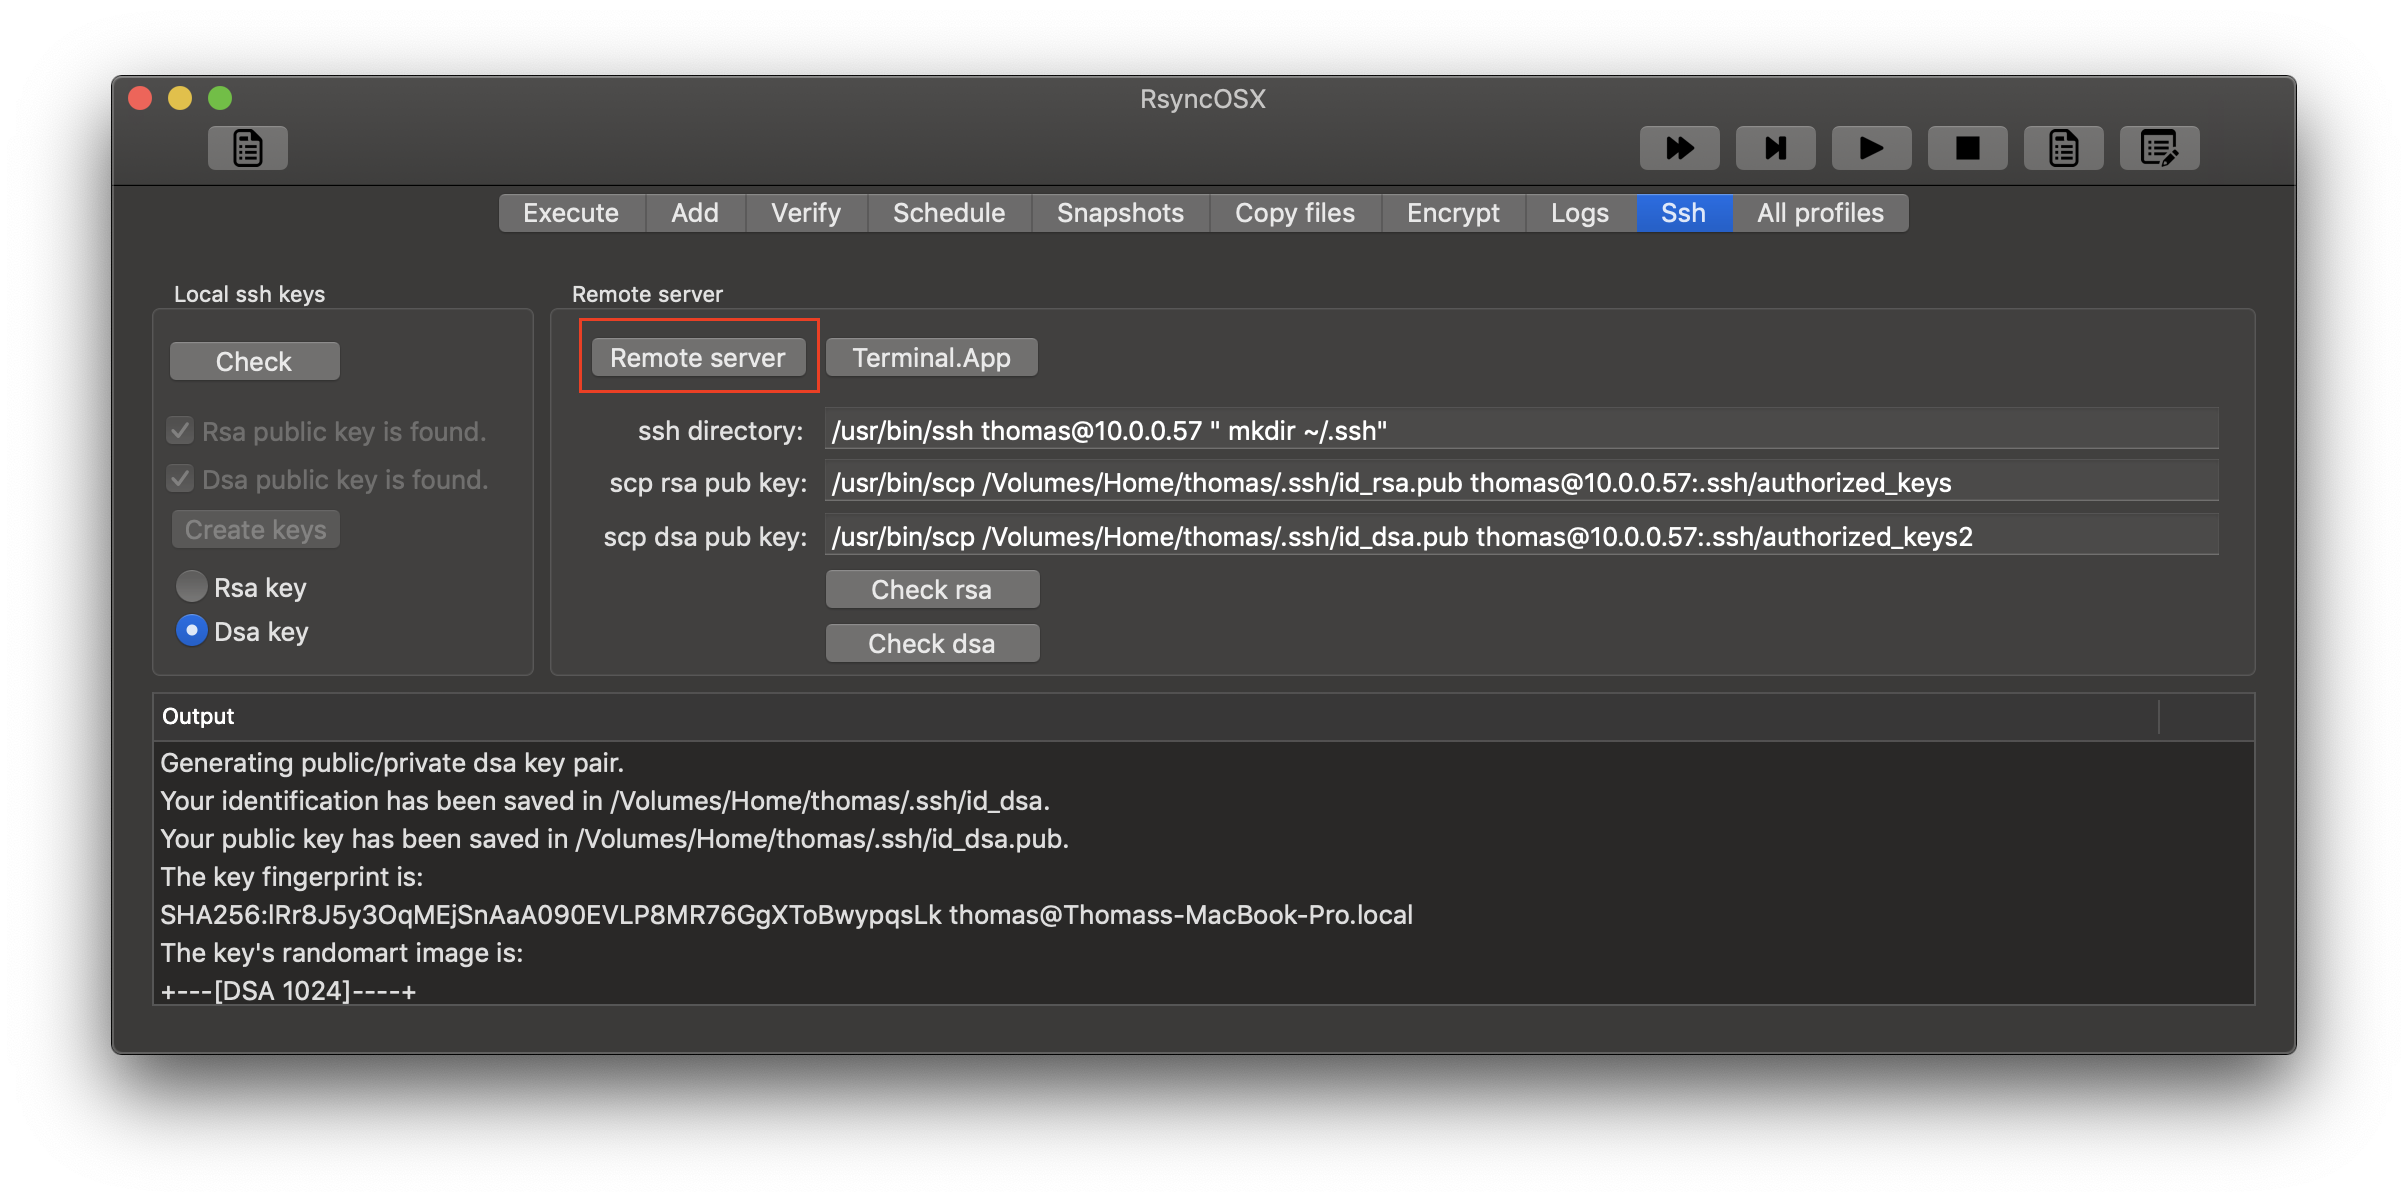 RsyncOSX
Execute Add Verify Schedule Snapshots Copy files Encrypt Logs Ssh All profiles
Local ssh keys
Check
Rsa public key is found.
Dsa public key is found.
Create keys
Rsa key
Dsa key
Remote server
Remote server Terminal.App
ssh directory: /usr/bin/ssh thomas@10.0.0.57 " mkdir ~/.ssh"
scp rsa pub key: /usr/bin/scp /Volumes/Home/thomas/.ssh/id_rsa.pub thomas@10.0.0.57:.ssh/authorized_keys
scp dsa pub key: /usr/bin/scp /Volumes/Home/thomas/.ssh/id_dsa.pub thomas@10.0.0.57:.ssh/authorized_keys2
Check rsa
Check dsa
Output
Generating public/private dsa key pair.
Your identification has been saved in /Volumes/Home/thomas/.ssh/id_dsa.
Your public key has been saved in /Volumes/Home/thomas/.ssh/id_dsa.pub.
The key fingerprint is:
SHA256:lRr8J5y3OqMEjSnAaA090EVLP8MR76GgXToBwypqsLk thomas@Thomass-MacBook-Pro.local
The key's randomart image is:
+---[DSA 1024]----+